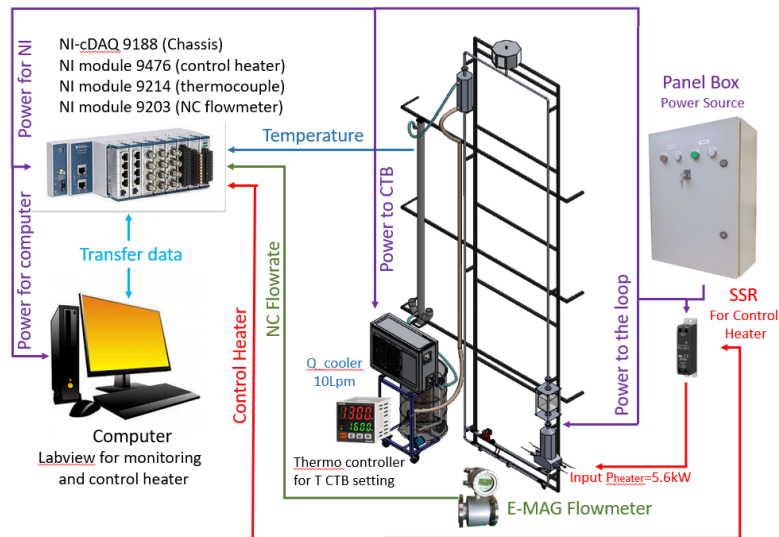 NI-cDAQ 9188 (Chassis)
NI module 9476 (control heater)
NI module 9214 (thermocouple)
NI module 9203 (NC flowmeter)
Power for NI
Temperature
Panel Box
Power Source
Power to CTB
Transfer data
Power for computer
NC Flowrate
Control Heater
SSR
For Control
Heater
Power to the loop
Q_cooler
10Lpm
1300
1600
Computer
Labview for monitoring
and control heater
Thermo controller
for T CTB setting
Input Pheater=5.6kW
E-MAG Flowmeter